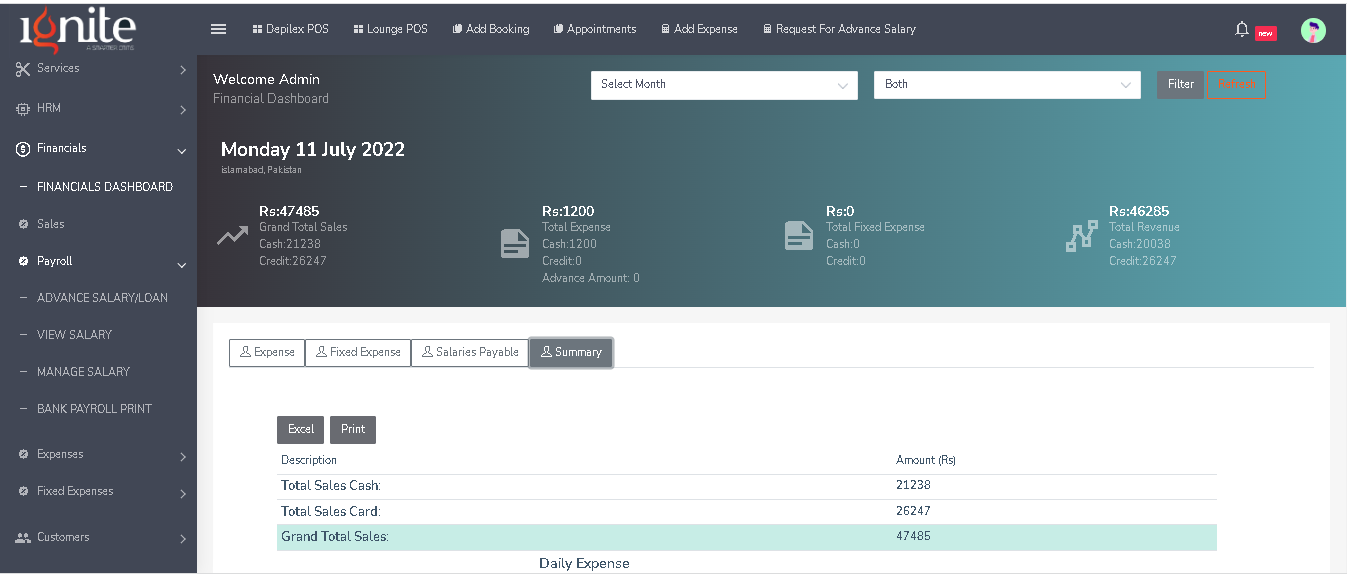 ignite
Depilex POS
Lounge POS
Add Booking
Appointments
Add Expense
Request For Advance Salary
new
Services
HRM
Financials
FINANCIALS DASHBOARD
Sales
Payroll
ADVANCE SALARY/LOAN
VIEW SALARY
MANAGE SALARY
BANK PAYROLL PRINT
Expenses
Fixed Expenses
Customers
Welcome Admin
Financial Dashboard
Select Month
Both
Filter
Monday 11 July 2022
islamabad, Pakistan
Rs:47485
Grand Total Sales
Cash:21238
Credit:26247
Rs:1200
Total Expense
Cash:1200
Credit:0
Advance Amount: 0
Rs:0
Total Fixed Expense
Cash:0
Credit:0
Rs:46285
Total Revenue
Cash:20038
Credit:26247
Expense
Fixed Expense
Salaries Payable
Summary
Excel
Print
Description Amount (Rs)
Total Sales Cash: 21238
Total Sales Card: 26247
Grand Total Sales: 47485
Daily Expense